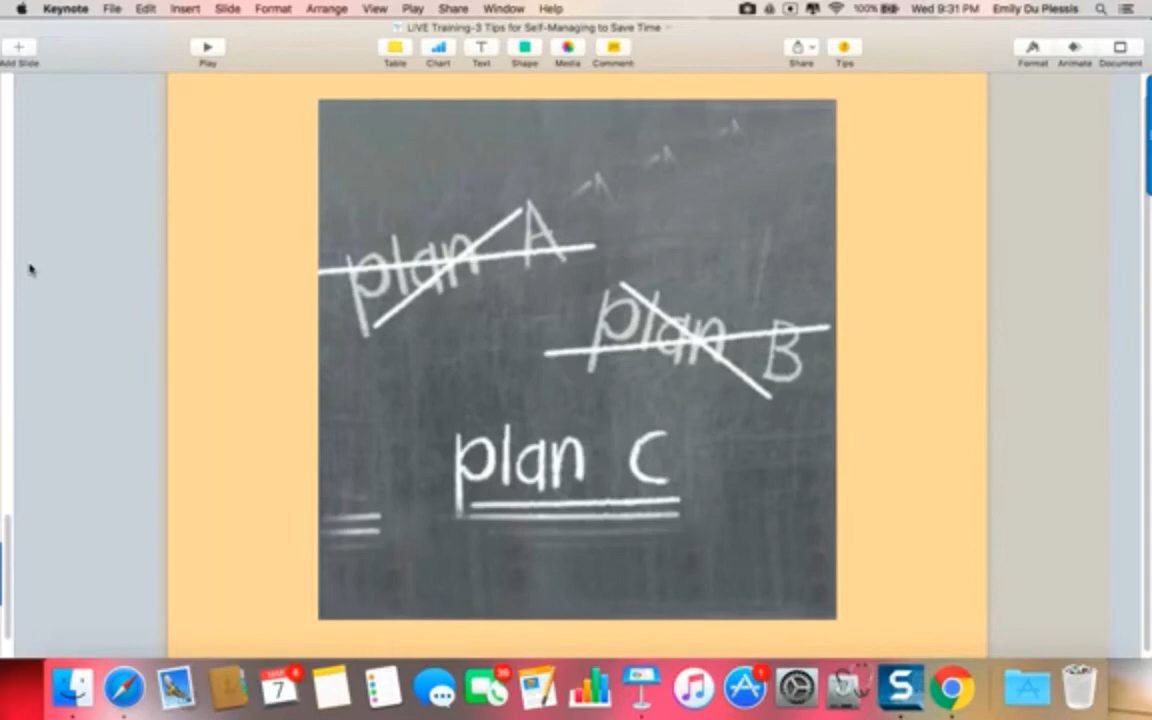 Keynote File Edit Insert Slide Format Arrange View Play Share Window Help 100% Wed 9:31 PM Emily Du Plessis
LIVE Training-3 Tips for Self-Managing to Save Time
Add Slide Play Table Chart Text Shape Media Comment Share Tips Format Animate Document
plan A
plan B
plan C
7